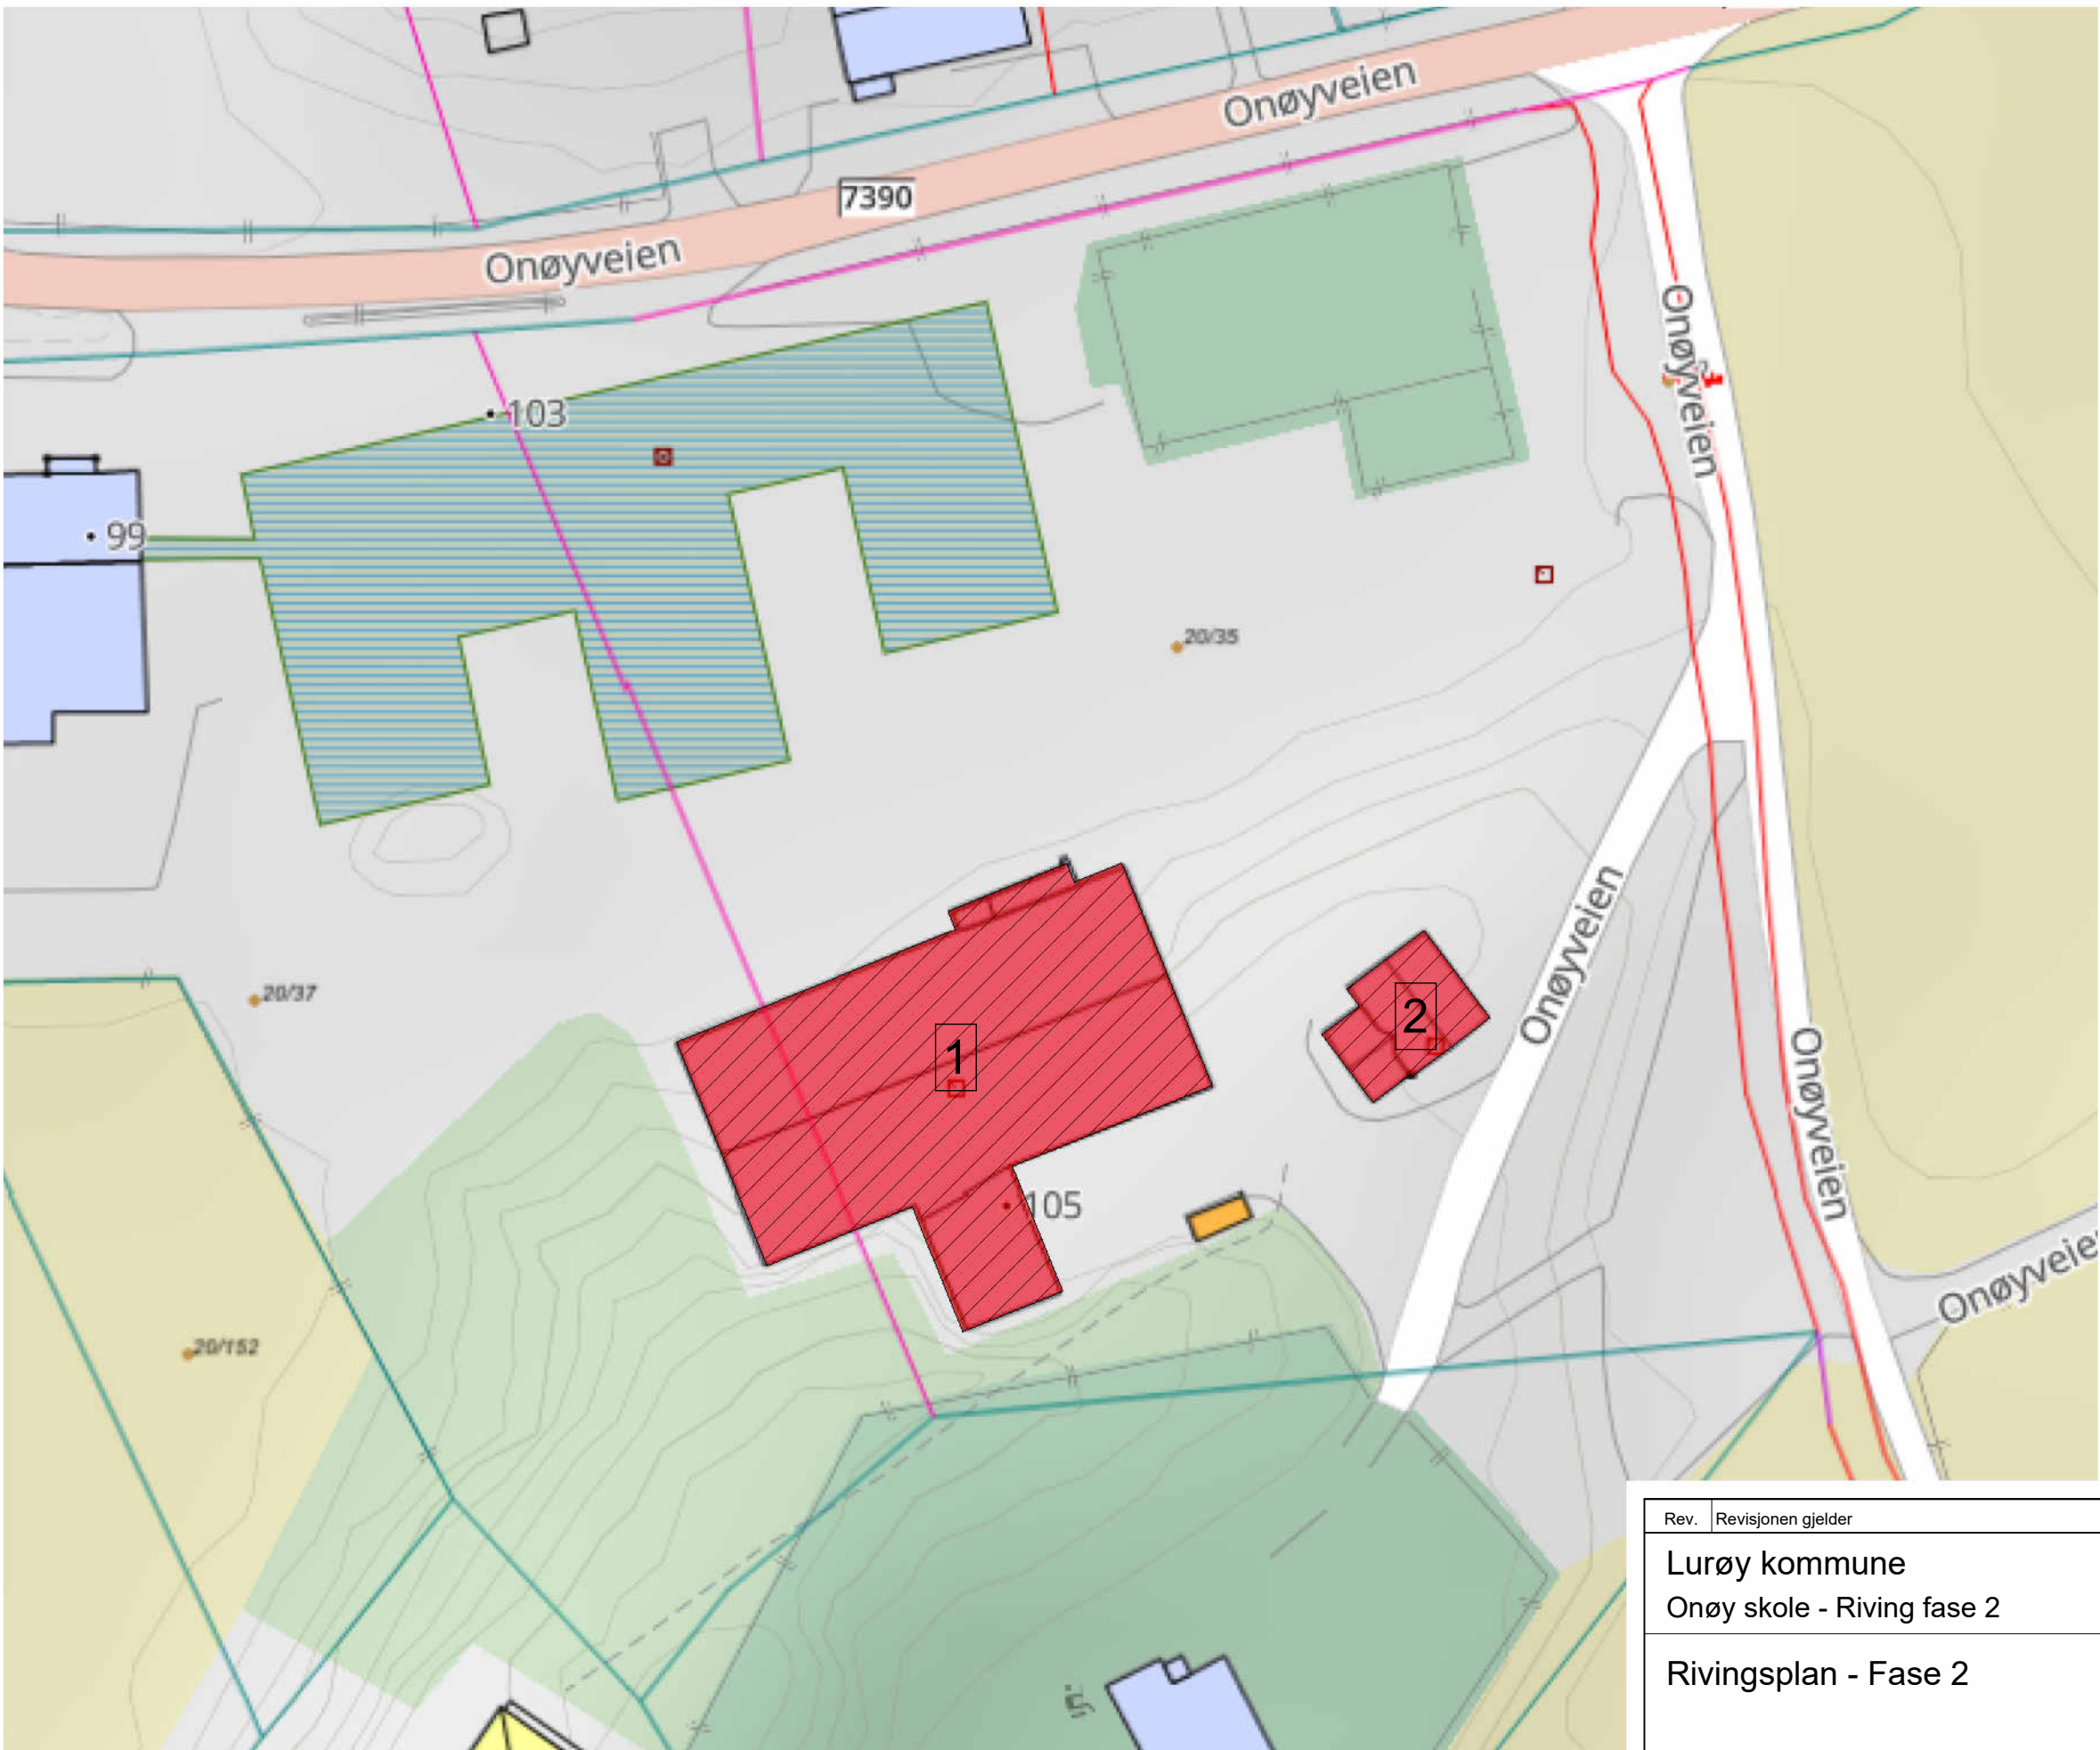 Onøyveien
7390
Onøyveien
Onøyveien
103
99
20/35
20/37
Onøyveien
2
1
105
Onøyveien
Onøyveie
20/152
Rev. Revisjonen gjelder
Lurøy kommune
Onøy skole - Riving fase 2
Rivingsplan - Fase 2